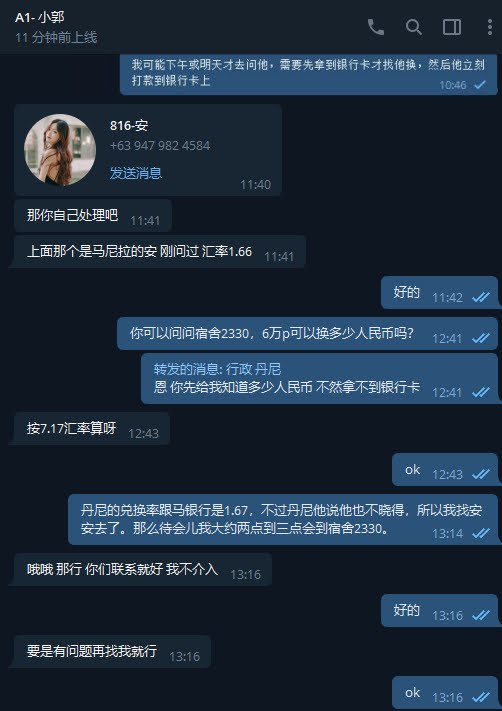 A1- 小郭
11 分钟前上线
我可能下午或明天才去问他，需要先拿到银行卡才找他换，然后他立刻
打款到银行卡上
10:46
816-安
+63 947 982 4584
发送消息
11:40
那你自己处理吧
11:41
上面那个是马尼拉的安 刚问过 汇率1.66
11:41
好的
11:42
你可以问问宿舍2330，6万p可以换多少人民币吗？
12:41
转发的消息: 行政 丹尼
恩 你先给我知道多少人民币 不然拿不到银行卡
12:41
按7.17汇率算呀
12:43
ok
12:43
丹尼的兑换率跟马银行是1.67，不过丹尼他说他也不晓得，所以我找安
安去了。那么待会儿我大约两点到三点会到宿舍2330。
13:14
哦哦 那行 你们联系就好 我不介入
13:16
好的
13:16
要是有问题再找我就行
13:16
ok
13:16